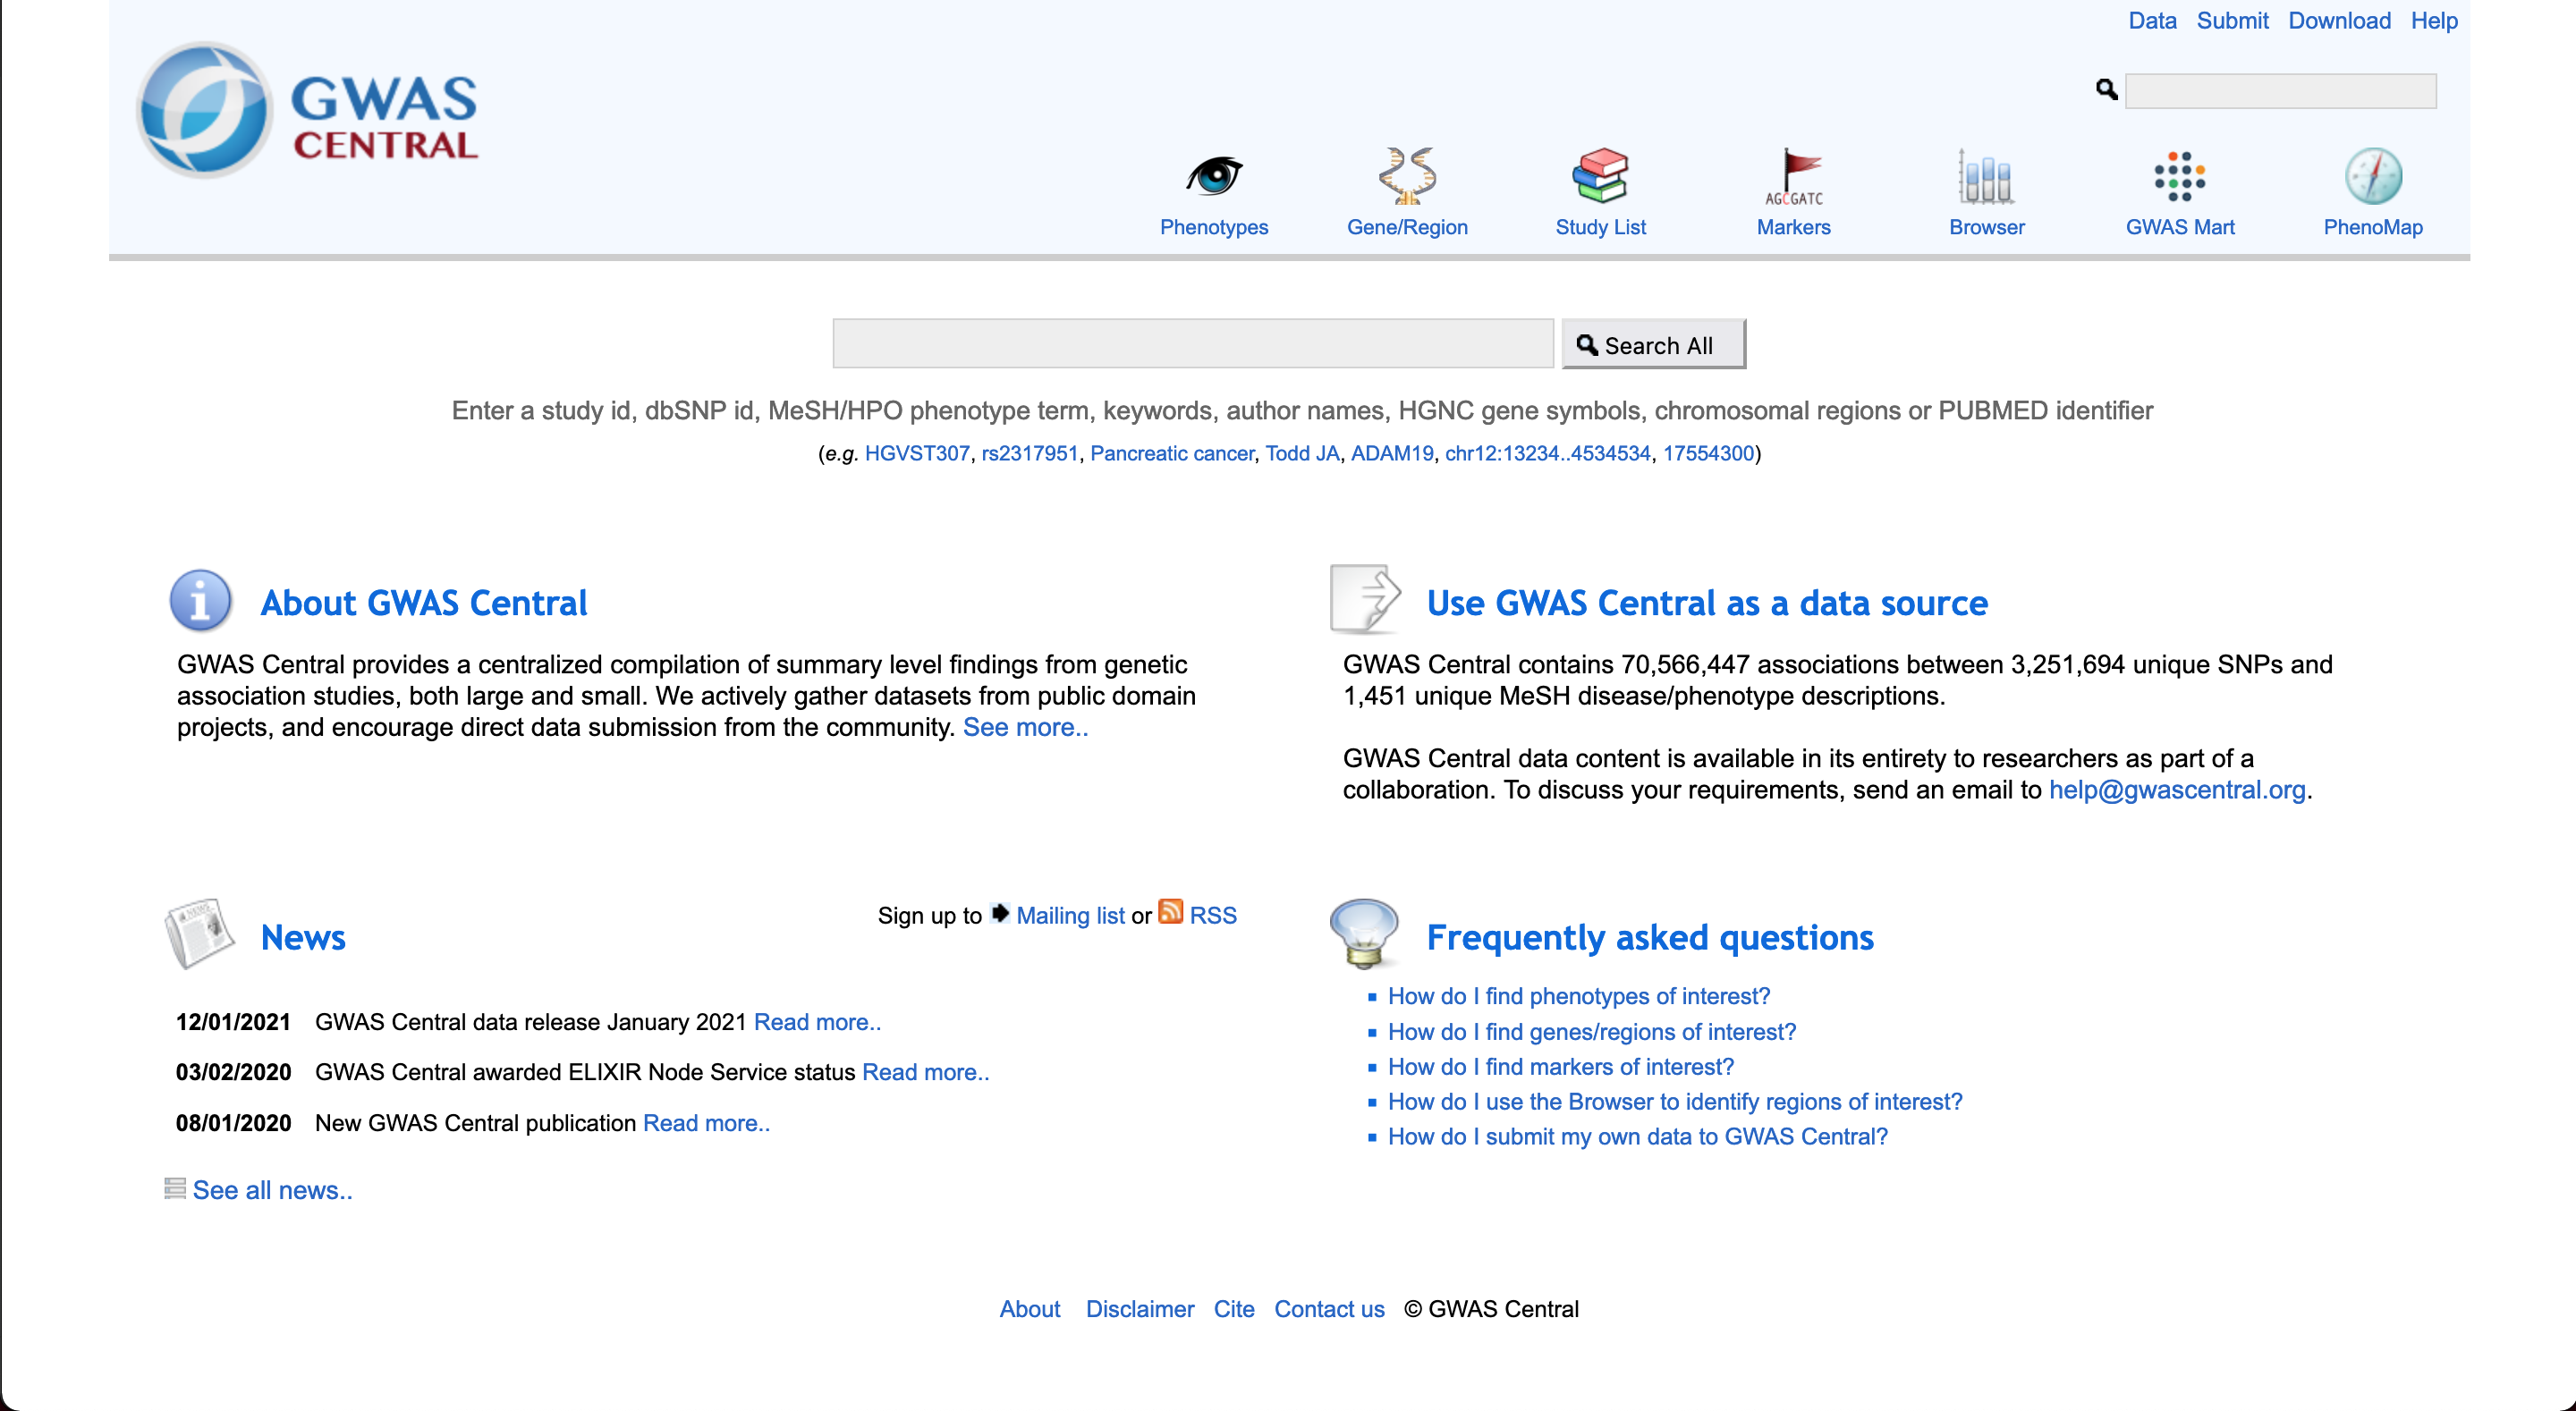 Data Submit Download Help
GWAS
CENTRAL
AGCGATC
Phenotypes Gene/Region Study List Markers Browser GWAS Mart PhenoMap
Search All
Enter a study id, dbSNP id, MeSH/HPO phenotype term, keywords, author names, HGNC gene symbols, chromosomal regions or PUBMED identifier
(e.g. HGVST307, rs2317951, Pancreatic cancer, Todd JA, ADAM19, chr12:13234..4534534, 17554300)
About GWAS Central
GWAS Central provides a centralized compilation of summary level findings from genetic
association studies, both large and small. We actively gather datasets from public domain
projects, and encourage direct data submission from the community. See more..
Use GWAS Central as a data source
GWAS Central contains 70,566,447 associations between 3,251,694 unique SNPs and
1,451 unique MeSH disease/phenotype descriptions.
GWAS Central data content is available in its entirety to researchers as part of a
collaboration. To discuss your requirements, send an email to help@gwascentral.org.
NEWS
News
Sign up to Mailing list or RSS
12/01/2021 GWAS Central data release January 2021 Read more..
03/02/2020 GWAS Central awarded ELIXIR Node Service status Read more..
08/01/2020 New GWAS Central publication Read more..
See all news..
Frequently asked questions
How do I find phenotypes of interest?
How do I find genes/regions of interest?
How do I find markers of interest?
How do I use the Browser to identify regions of interest?
How do I submit my own data to GWAS Central?
About Disclaimer Cite Contact us © GWAS Central